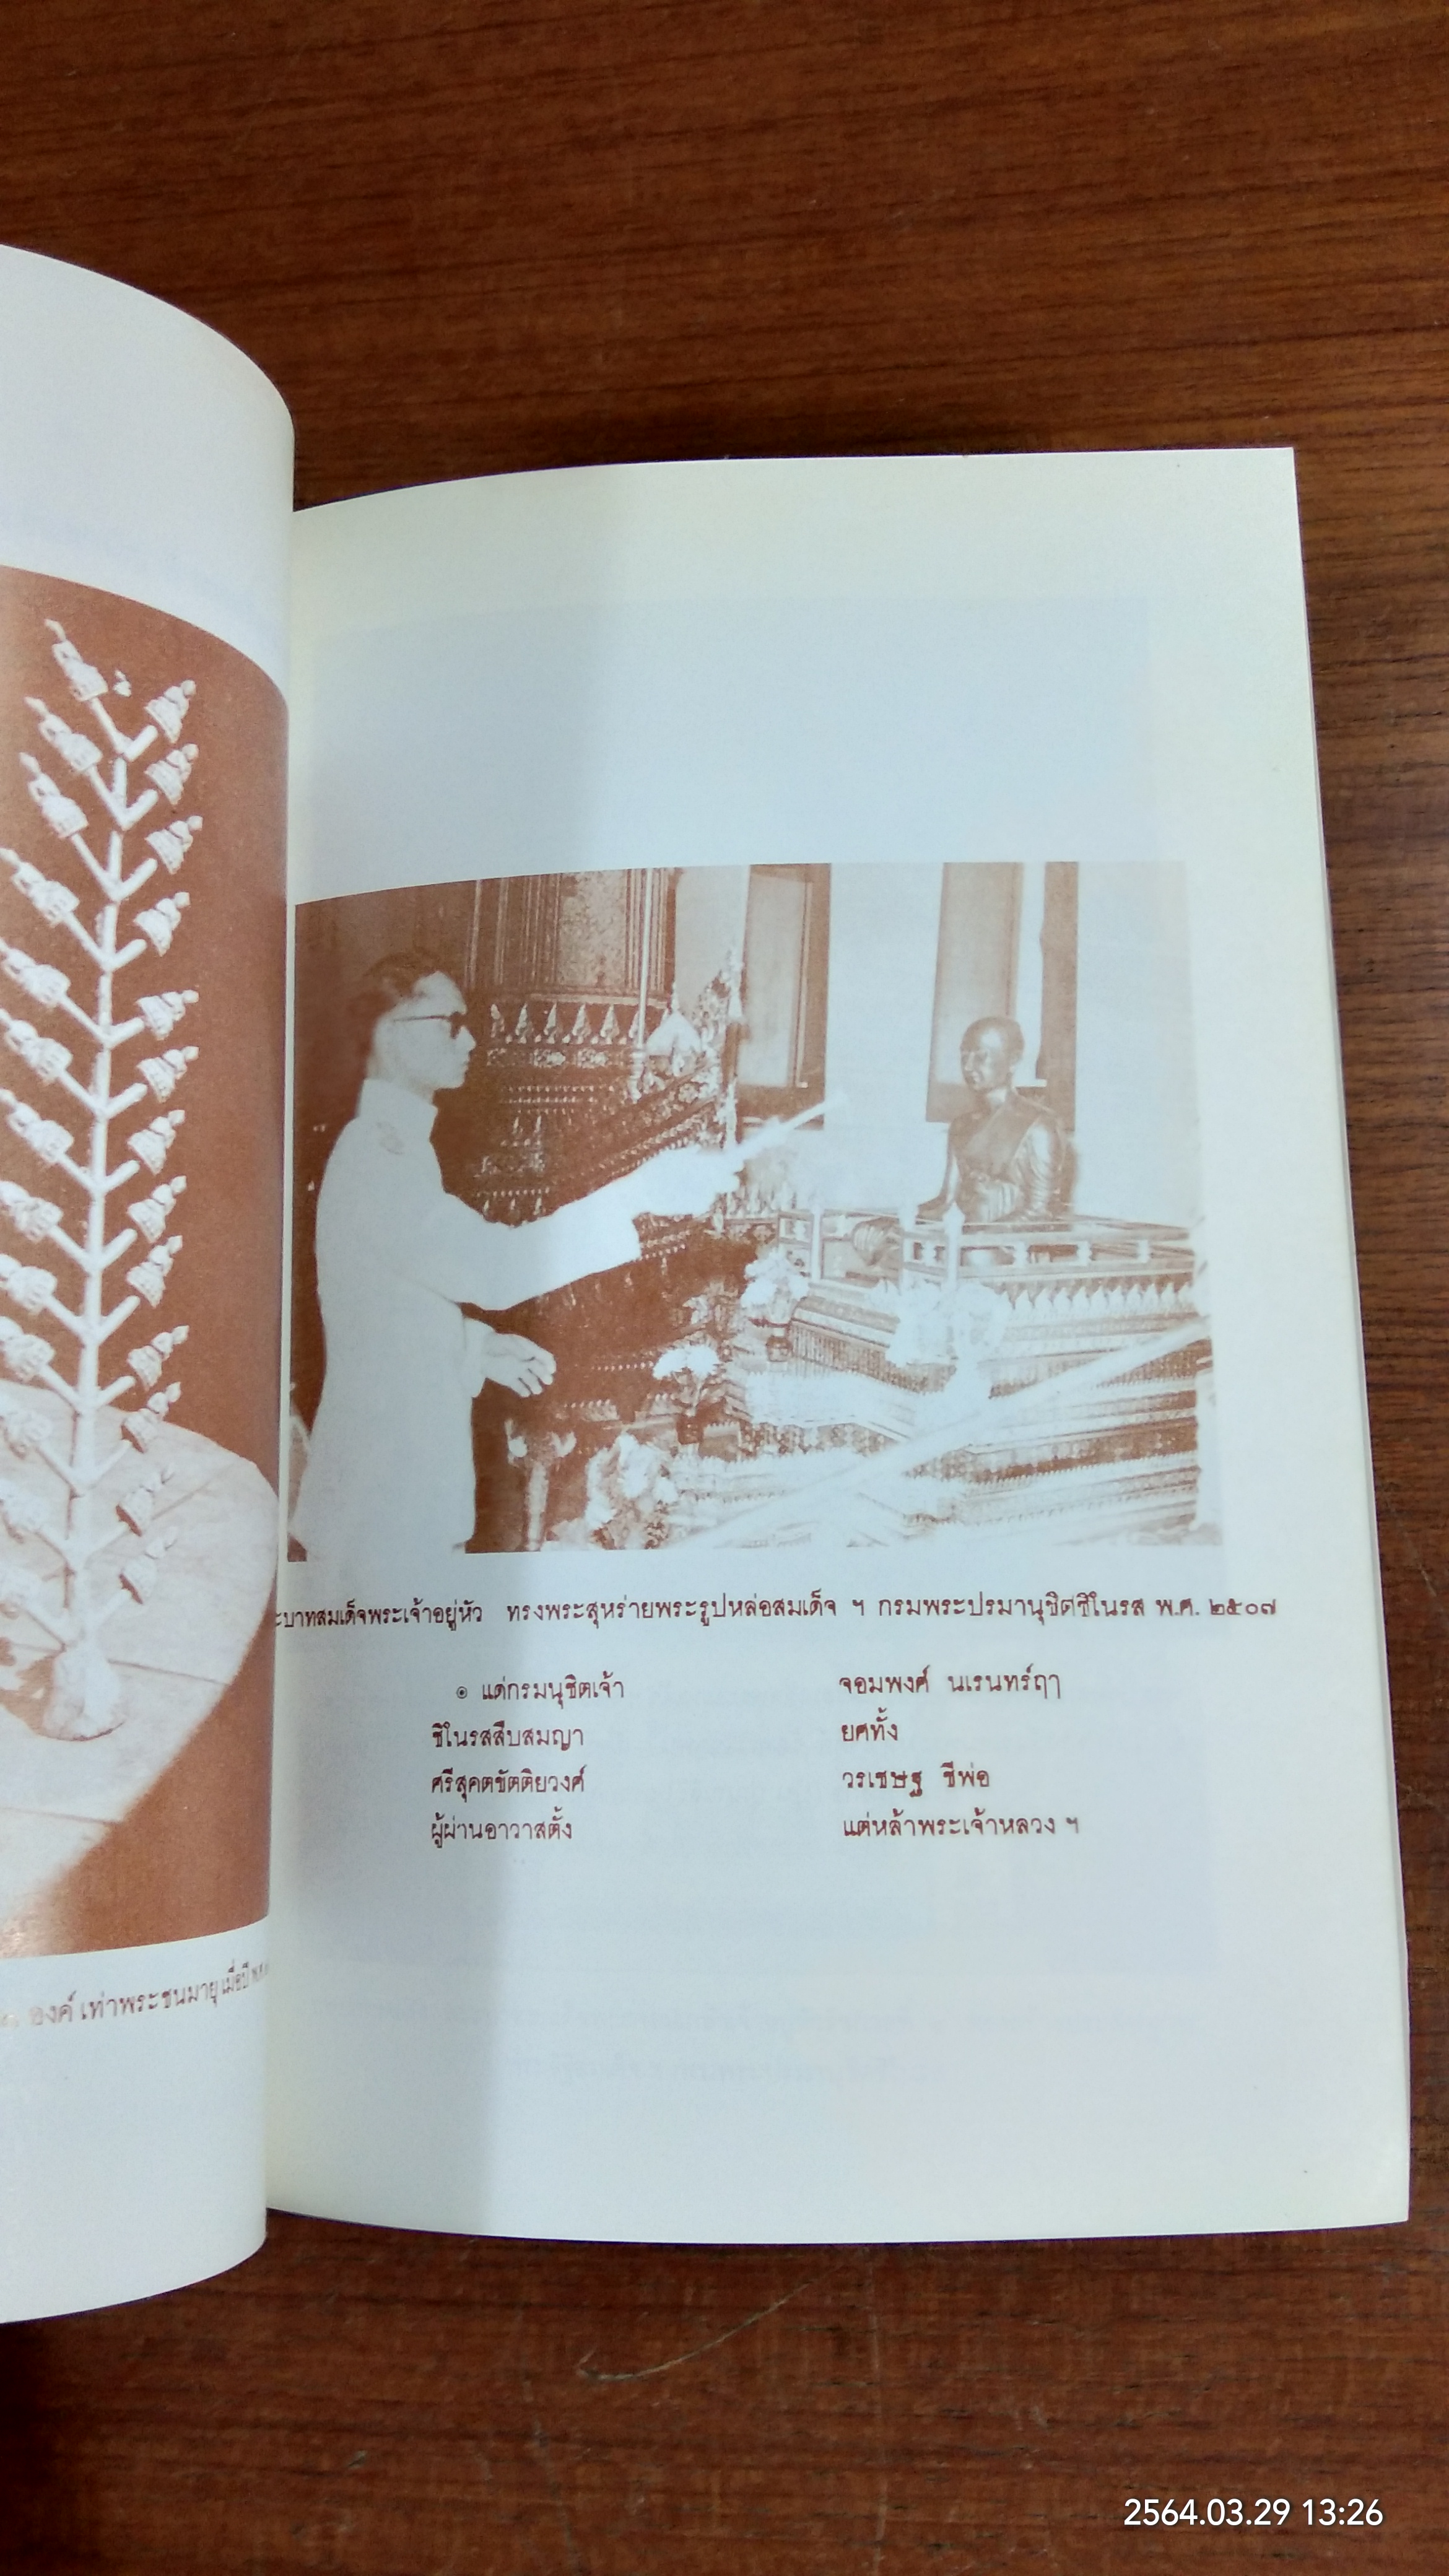 องค์ เท่าพระชนมายุ เมื่อปี พ.ศ.
ะบาทสมเด็จพระเจ้าอยู่หัว ทรงพระสุหร่ายพระรูปหล่อสมเด็จ ฯ กรมพระปรมานุชิตชิโนรส พ.ศ. ๒๕๐๗
๏ แด่กรมนุชิตเจ้า จอมพงศ์ นเรนทร์ฤๅ
ชิโนรสสืบสมญา ยศทั้ง
ศรีสุคตขัตติยวงศ์ วรเชษฐ ชีพ่อ
ผู้ผ่านอาวาสตั้ง แต่หล้าพระเจ้าหลวง ฯ
2564.03.29 13:26